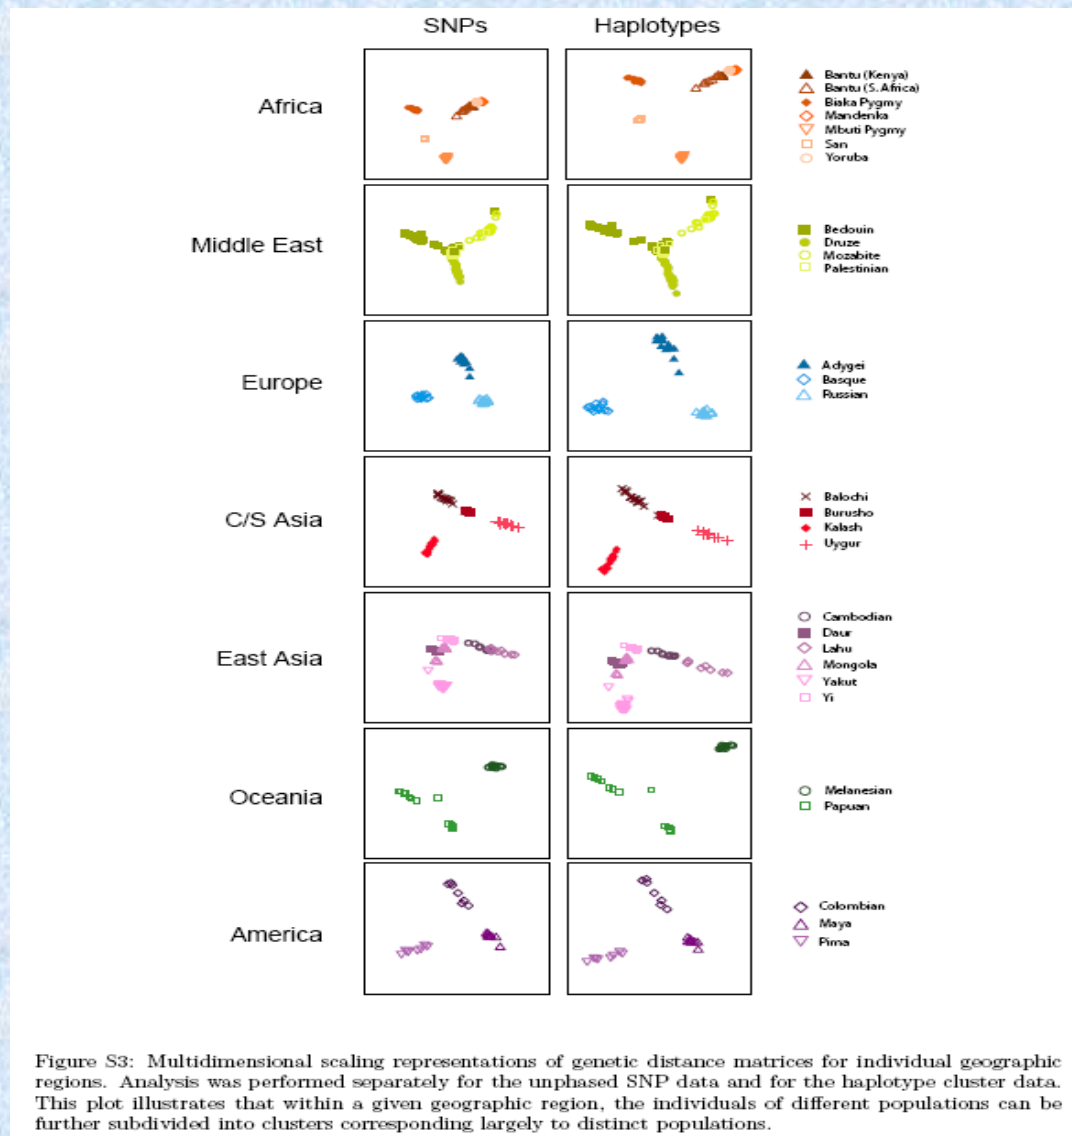 SNPs Haplotypes
Africa
Bantu (Kenya)
Bantu (S. Africa)
Biaka Pygmy
Mandenka
Mbuti Pygmy
San
Yoruba
Middle East
Bedouin
Druze
Mozabite
Palestinian
Europe
Adygei
Basque
Russian
C/S Asia
Balochi
Burusho
Kalash
Uygur
East Asia
Cambodian
Daur
Lahu
Mongola
Yakut
Yi
Oceania
Melanesian
Papuan
America
Colombian
Maya
Pima
Figure S3: Multidimensional scaling representations of genetic distance matrices for individual geographic
regions. Analysis was performed separately for the unphased SNP data and for the haplotype cluster data.
This plot illustrates that within a given geographic region, the individuals of different populations can be
further subdivided into clusters corresponding largely to distinct populations.